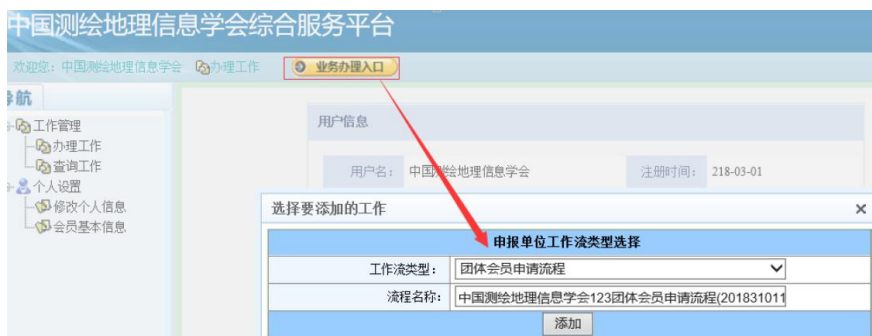 中国测绘地理信息学会综合服务平台
欢迎您：中国测绘地理信息学会 办理工作 业务办理入口
导航
工作管理
办理工作
查询工作
个人设置
修改个人信息
会员基本信息
用户信息
用户名： 中国测绘地理信息学会 注册时间： 218-03-01
选择要添加的工作 ×
申报单位工作流类型选择
工作流类型： 团体会员申请流程
流程名称： 中国测绘地理信息学会123团体会员申请流程(201831011
添加